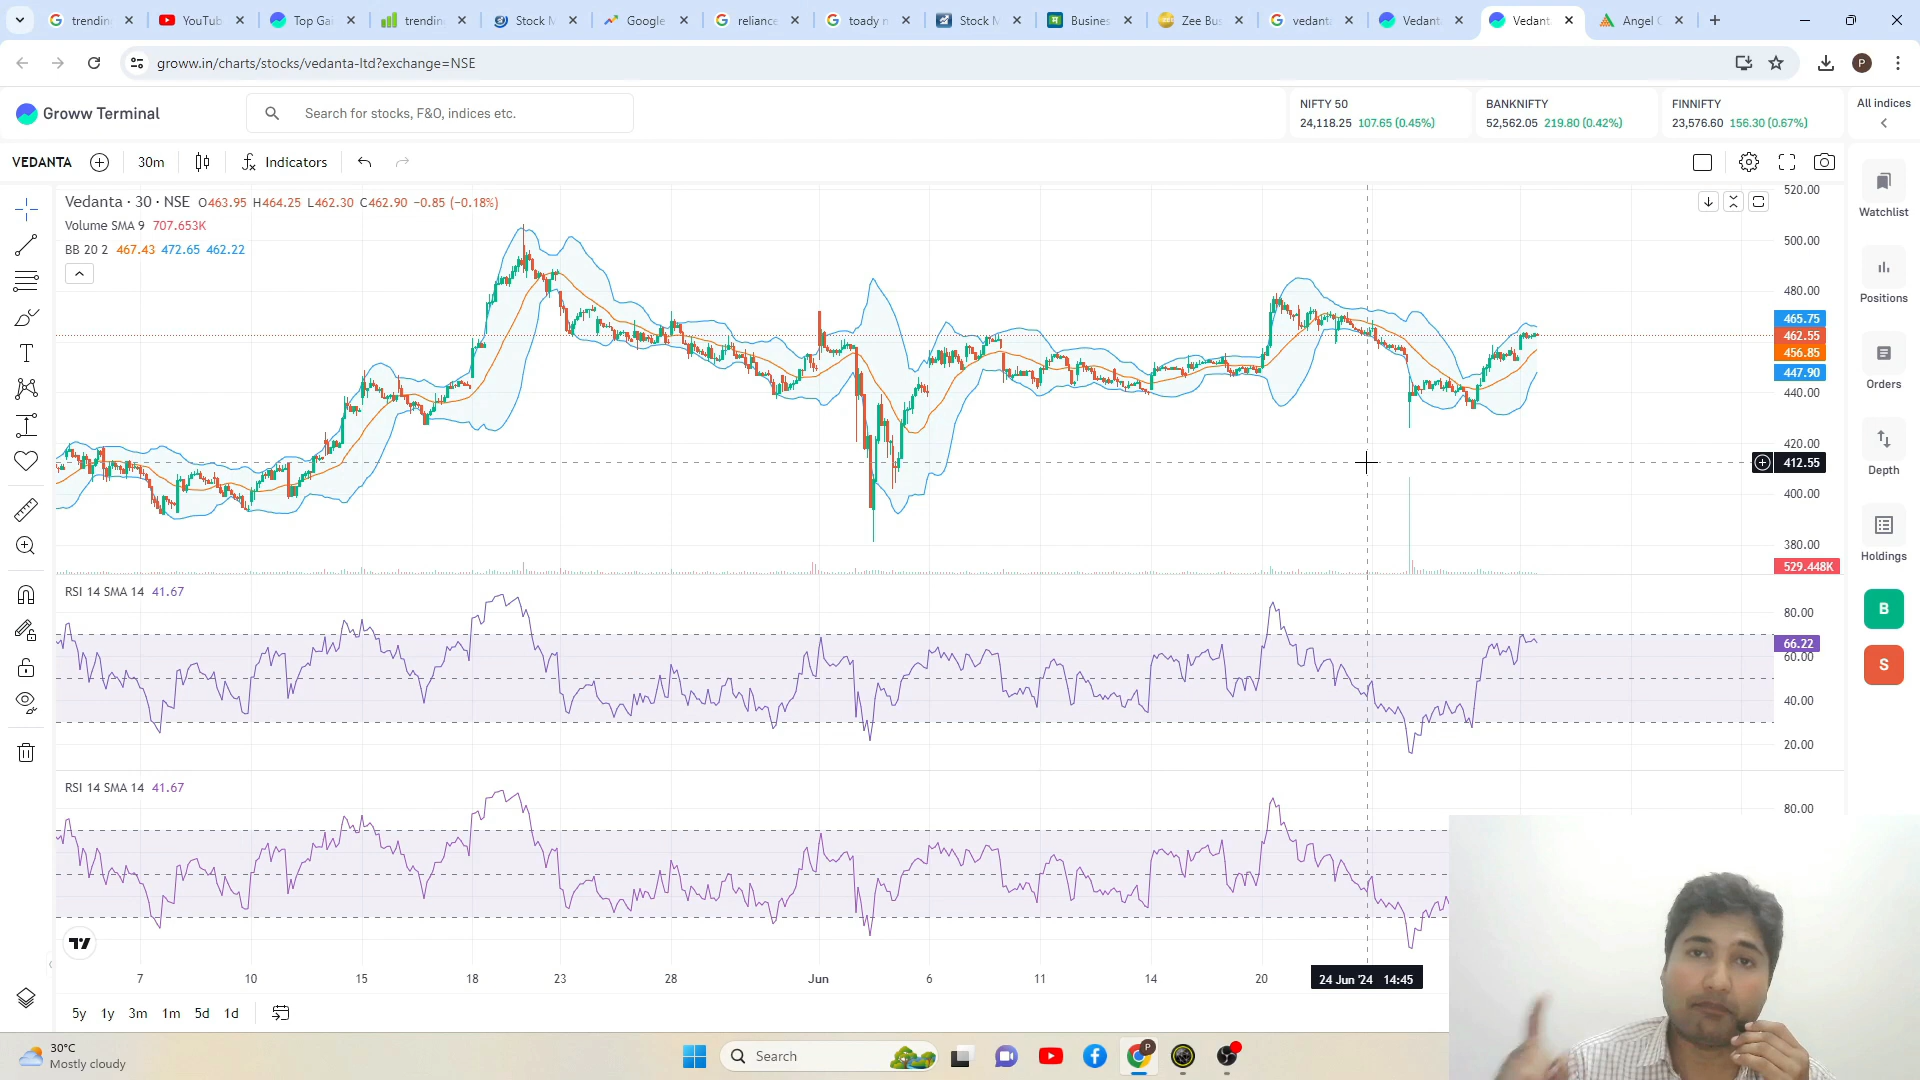 trendin
YouTub
Top Gai
trendin
Stock M
Google
reliance
toady n
Stock M
Busines
Zee Bus
vedanta
Vedant
Vedant
Angel O
groww.in/charts/stocks/vedanta-ltd?exchange=NSE
P
Groww Terminal
Search for stocks, F&O, indices etc.
NIFTY 50
24,118.25 107.65 (0.45%)
BANKNIFTY
52,562.05 219.80 (0.42%)
FINNIFTY
23,576.60 156.30 (0.67%)
All indices
VEDANTA
30m
Indicators
Vedanta · 30 · NSE O463.95 H464.25 L462.30 C462.90 −0.85 (−0.18%)
Volume SMA 9 707.653K
BB 20 2 467.43 472.65 462.22
520.00
500.00
480.00
465.75
462.55
456.85
447.90
440.00
420.00
412.55
400.00
380.00
529.448K
RSI 14 SMA 14 41.67
80.00
66.22
60.00
40.00
20.00
RSI 14 SMA 14 41.67
80.00
7 10 15 18 23 28 Jun 6 11 14 20 24 Jun '24 14:45
5y 1y 3m 1m 5d 1d
Watchlist
Positions
Orders
Depth
Holdings
B
S
30°C
Mostly cloudy
Search
P